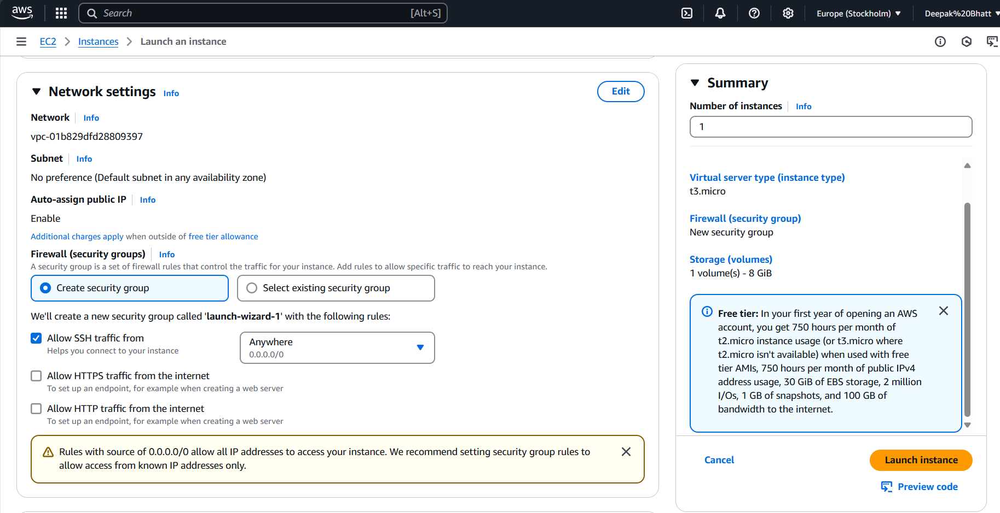 aws
Search [Alt+S]
Europe (Stockholm)
Deepak%20Bhatt
EC2 Instances Launch an instance
Network settings Info
Edit
Network Info
vpc-01b829dfd28809397
Subnet Info
No preference (Default subnet in any availability zone)
Auto-assign public IP Info
Enable
Additional charges apply when outside of free tier allowance
Firewall (security groups) Info
A security group is a set of firewall rules that control the traffic for your instance. Add rules to allow specific traffic to reach your instance.
Create security group
Select existing security group
We'll create a new security group called 'launch-wizard-1' with the following rules:
Allow SSH traffic from
Helps you connect to your instance
Anywhere
0.0.0.0/0
Allow HTTPS traffic from the internet
To set up an endpoint, for example when creating a web server
Allow HTTP traffic from the internet
To set up an endpoint, for example when creating a web server
Rules with source of 0.0.0.0/0 allow all IP addresses to access your instance. We recommend setting security group rules to
allow access from known IP addresses only.
Summary
Number of instances Info
1
Virtual server type (instance type)
t3.micro
Firewall (security group)
New security group
Storage (volumes)
1 volume(s) - 8 GiB
Free tier: In your first year of opening an AWS
account, you get 750 hours per month of
t2.micro instance usage (or t3.micro where
t2.micro isn't available) when used with free
tier AMIs, 750 hours per month of public IPv4
address usage, 30 GiB of EBS storage, 2 million
I/Os, 1 GB of snapshots, and 100 GB of
bandwidth to the internet.
Cancel
Launch instance
Preview code